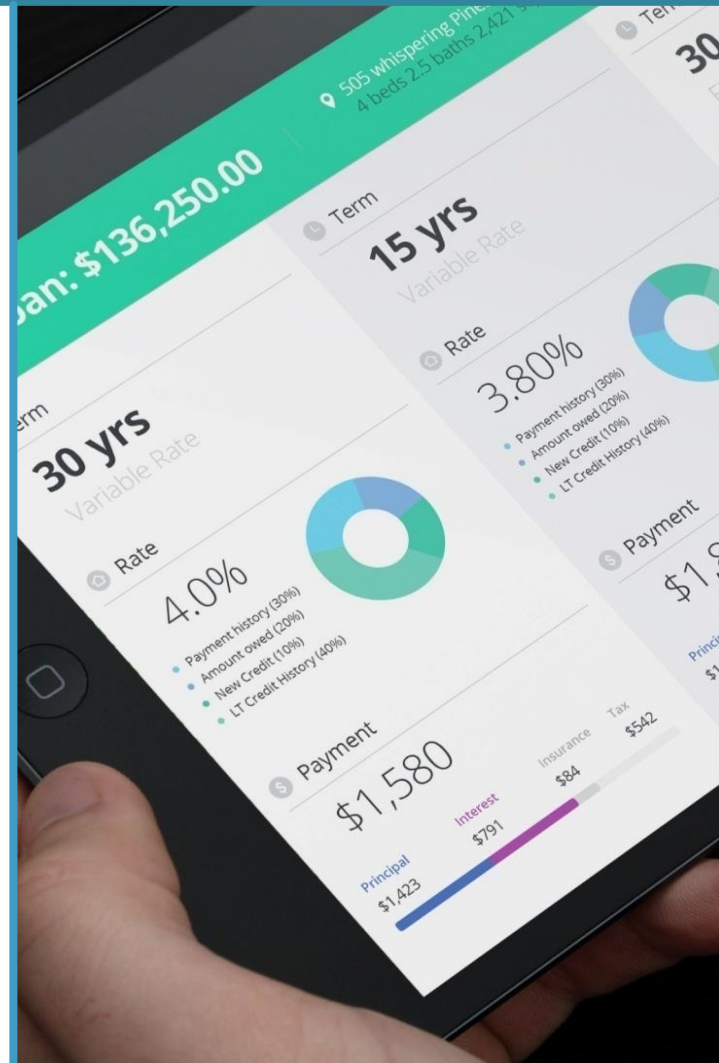 $136,250.00
505 whispering
4 beds 2.5 baths 2,421
30 yrs
Variable Rate
Rate
4.0%
Payment history (30%)
Amount owed (20%)
New Credit (10%)
LT Credit History (40%)
Payment
$1,580
Principal
$1,423
Interest
$791
Insurance
$84
Tax
$542
Term
15 yrs
Variable Rate
Rate
3.80%
Payment history (30%)
Amount owed (20%)
New Credit (10%)
LT Credit History (40%)
Payment
30